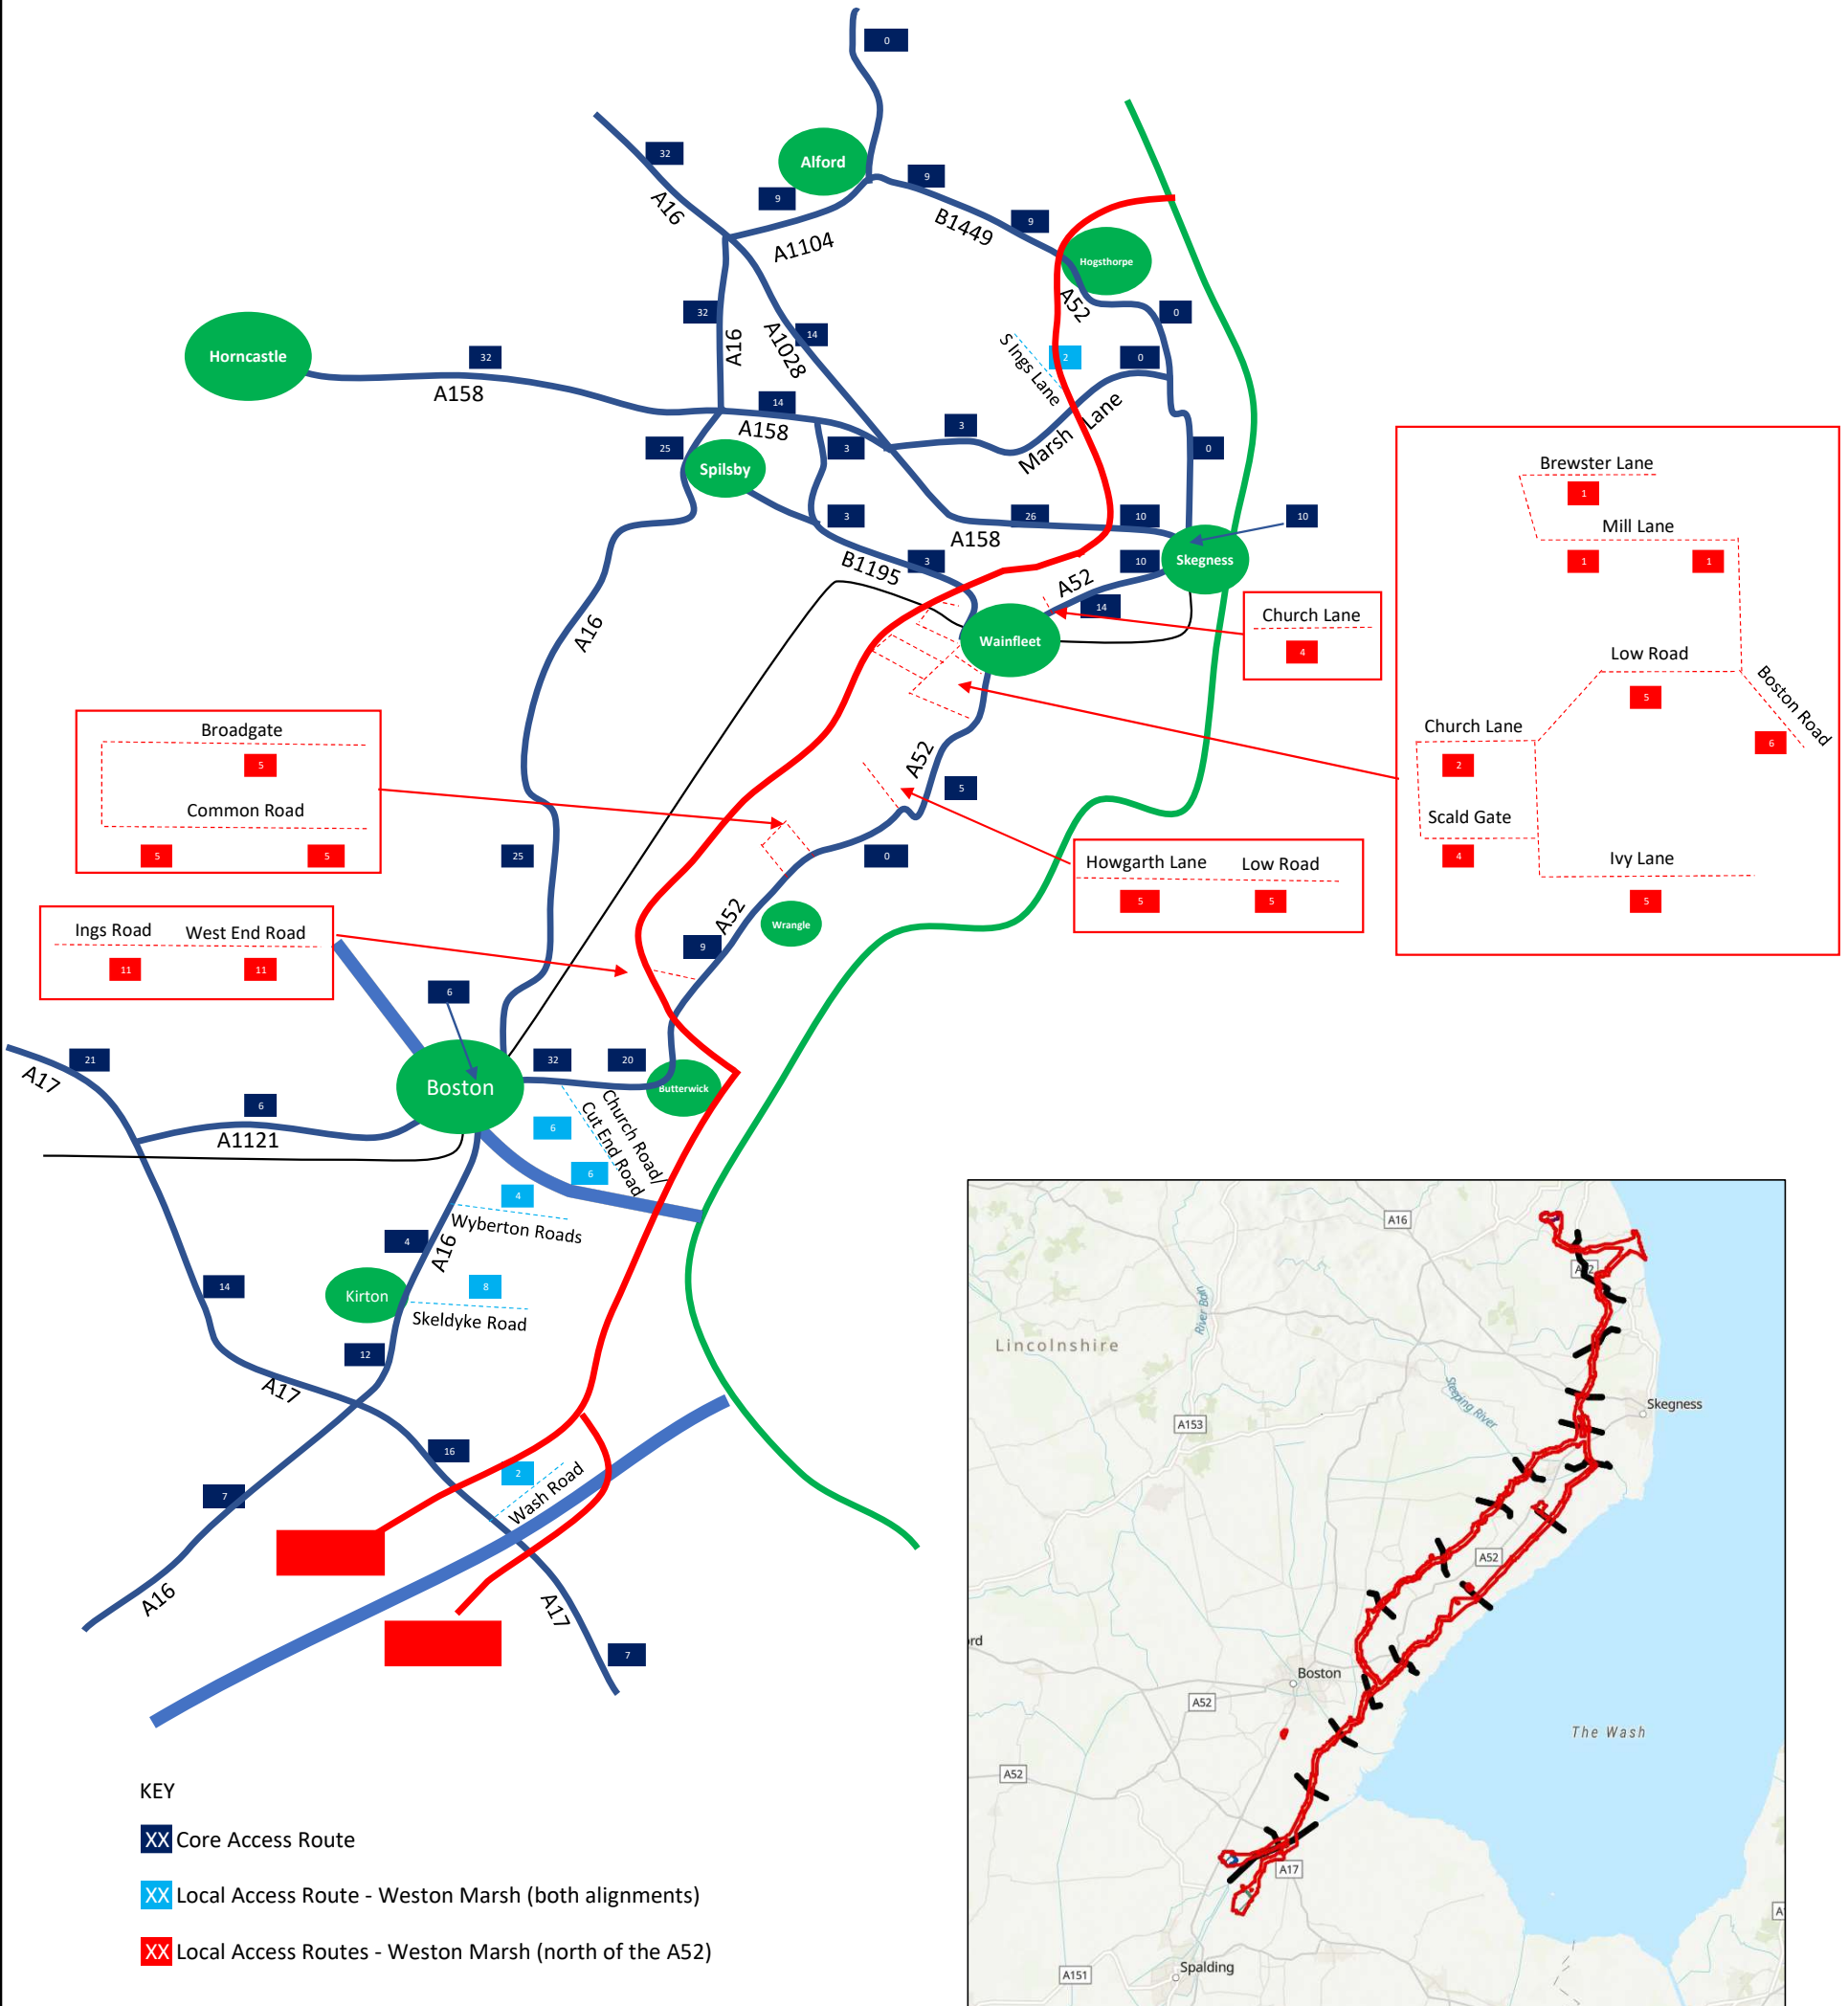 0
32
Alford
A16
9
9
B1449
9
A1104
Hogsthorpe
A52
0
32
A16
A1028
14
S Ings Lane
2
0
Horncastle
32
A158
14
A158
3
Marsh Lane
25
Spilsby
3
0
3
26
10
10
A158
B1195
3
10
Skegness
A52
14
Wainfleet
A16
Church Lane
4
Brewster Lane
1
Mill Lane
1
1
Low Road
5
Boston Road
6
Church Lane
2
Scald Gate
4
Ivy Lane
5
Broadgate
5
Common Road
5
5
A52
5
25
0
Howgarth Lane
Low Road
5
5
A52
Wrangle
9
Ings Road
West End Road
11
11
6
21
A17
Boston
32
20
Butterwick
6
A1121
6
Church Road/
Cut End Road
6
4
Wyberton Roads
4
A16
14
Kirton
8
Skeldyke Road
12
A17
16
2
Wash Road
7
A16
A17
7
KEY
XX Core Access Route
XX Local Access Route - Weston Marsh (both alignments)
XX Local Access Routes - Weston Marsh (north of the A52)
A16
River Bain
Lincolnshire
Steeping River
A153
Skegness
A52
Boston
A52
The Wash
A52
A17
A151
Spalding